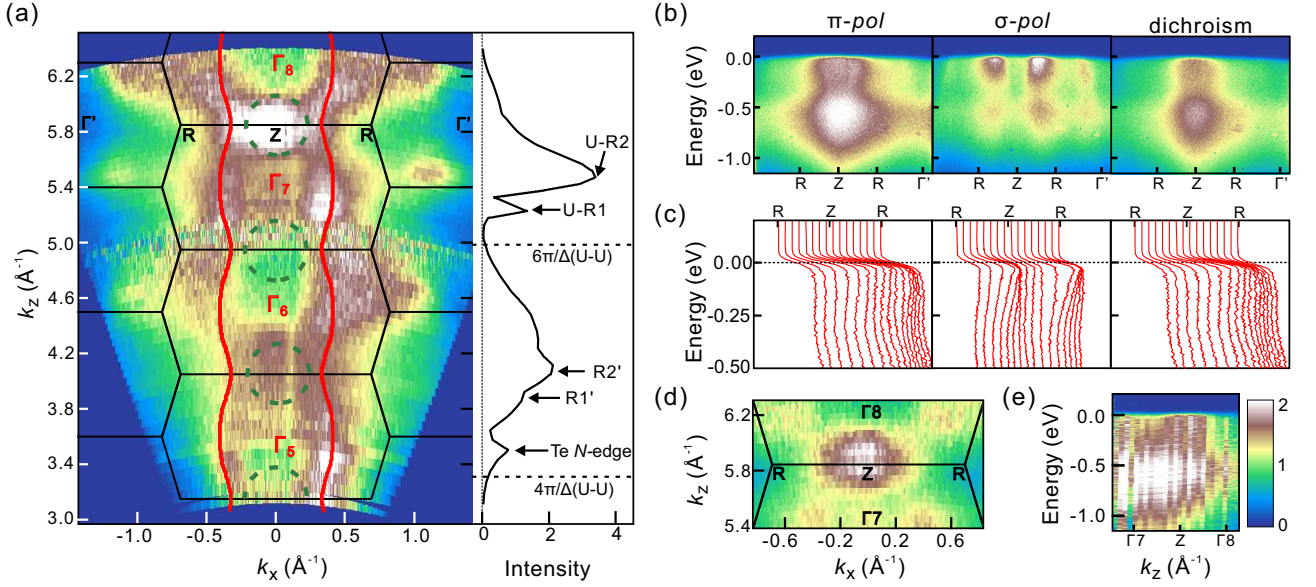 (a)
6.2
5.8
5.4
5.0
4.6
4.2
3.8
3.4
3.0
k_z (Å⁻¹)
Γ₈
Γ'
R
Z
R
Γ'
Γ₇
Γ₆
Γ₅
-1.0
-0.5
0
0.5
1.0
k_x (Å⁻¹)
U-R2
U-R1
6π/Δ(U-U)
R2'
R1'
Te N-edge
4π/Δ(U-U)
0
2
4
Intensity
(b)
π-pol
σ-pol
dichroism
Energy (eV)
0.0
-0.5
-1.0
R Z R Γ'
R Z R Γ'
R Z R Γ'
(c)
R Z R
R Z R
R Z R
Energy (eV)
0.00
-0.25
-0.50
(d)
k_z (Å⁻¹)
6.2
5.8
5.4
Γ8
R
Z
R
Γ7
-0.6
-0.2
0.2
0.6
k_x (Å⁻¹)
(e)
Energy (eV)
0.0
-0.5
-1.0
Γ7 Z Γ8
k_z (Å⁻¹)
2
1
0